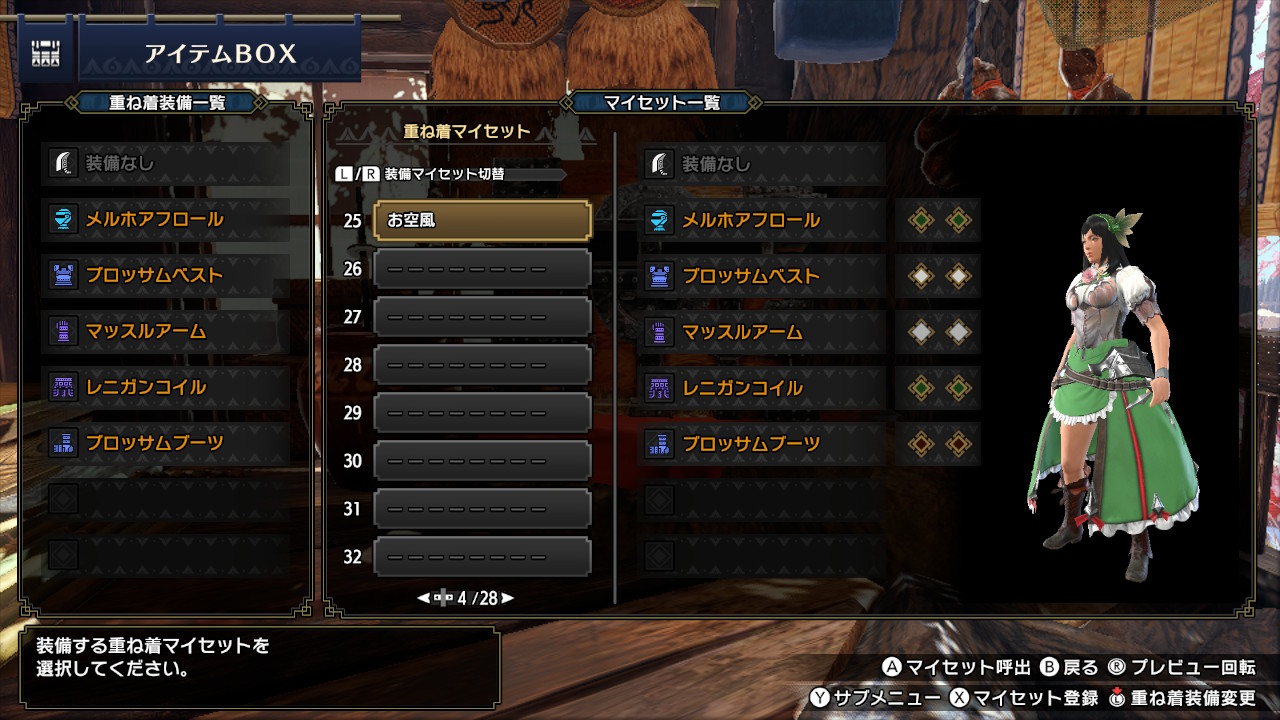 アイテムBOX
重ね着装備一覧
装備なし
メルホアフロール
ブロッサムベスト
マッスルアーム
レニガンコイル
ブロッサムブーツ
マイセット一覧
重ね着マイセット
L/R 装備マイセット切替
25 お空風
26 --------
27 --------
28 --------
29 --------
30 --------
31 --------
32 --------
4/28
装備なし
メルホアフロール
ブロッサムベスト
マッスルアーム
レニガンコイル
ブロッサムブーツ
装備する重ね着マイセットを
選択してください。
Aマイセット呼出 B戻る Rプレビュー回転
Yサブメニュー Xマイセット登録 L重ね着装備変更